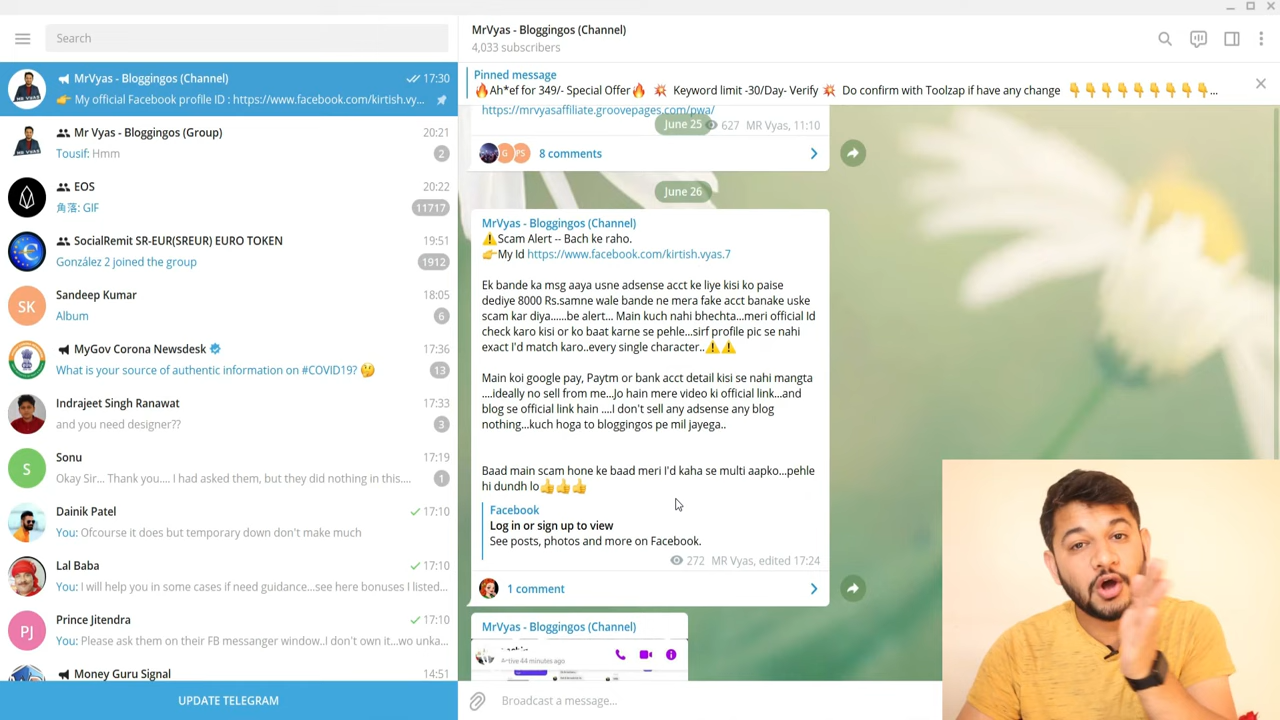 Search
MrVyas - Bloggingos (Channel)
17:30
👉 My official Facebook profile ID : https://www.facebook.com/kirtish.vy...
Mr Vyas - Bloggingos (Group)
20:21
Tousif: Hmm
2
EOS
20:22
角落: GIF
11717
SocialRemit SR-EUR(SREUR) EURO TOKEN
19:51
González 2 joined the group
1912
SK
Sandeep Kumar
18:05
Album
6
MyGov Corona Newsdesk
17:36
What is your source of authentic information on #COVID19? 🤔
13
Indrajeet Singh Ranawat
17:33
and you need designer??
3
S
Sonu
17:19
Okay Sir... Thank you.... I had asked them, but they did nothing in this....
1
Dainik Patel
17:10
You: Ofcourse it does but temporary down don't make much
Lal Baba
17:10
You: I will help you in some cases if need guidance...see here bonuses I listed...
PJ
Prince Jitendra
17:10
You: Please ask them on their FB messanger window..I don't own it...wo unka...
Money Guru Signal
14:51
UPDATE TELEGRAM
MrVyas - Bloggingos (Channel)
4,033 subscribers
Pinned message
🔥Ah*ef for 349/- Special Offer🔥 💥 Keyword limit -30/Day- Verify 💥 Do confirm with Toolzap if have any change 👇👇👇👇👇👇👇👇👇...
https://mrvyasaffiliate.groovepages.com/pwa/
June 25
627 MR Vyas, 11:10
G PS 8 comments
June 26
MrVyas - Bloggingos (Channel)
⚠️Scam Alert -- Bach ke raho.
👉My Id https://www.facebook.com/kirtish.vyas.7
Ek bande ka msg aaya usne adsense acct ke liye kisi ko paise
dediye 8000 Rs.samne wale bande ne mera fake acct banake uske
scam kar diya......be alert... Main kuch nahi bhechta...meri official Id
check karo kisi or ko baat karne se pehle...sirf profile pic se nahi
exact I'd match karo..every single character..⚠️⚠️
Main koi google pay, Paytm or bank acct detail kisi se nahi mangta
....ideally no sell from me...Jo hain mere video ki official link...and
blog se official link hain ....I don't sell any adsense any blog
nothing...kuch hoga to bloggingos pe mil jayega..
Baad main scam hone ke baad meri I'd kaha se multi aapko...pehle
hi dundh lo👍👍👍
Facebook
Log in or sign up to view
See posts, photos and more on Facebook.
272 MR Vyas, edited 17:24
1 comment
MrVyas - Bloggingos (Channel)
Active 44 minutes ago
Broadcast a message...